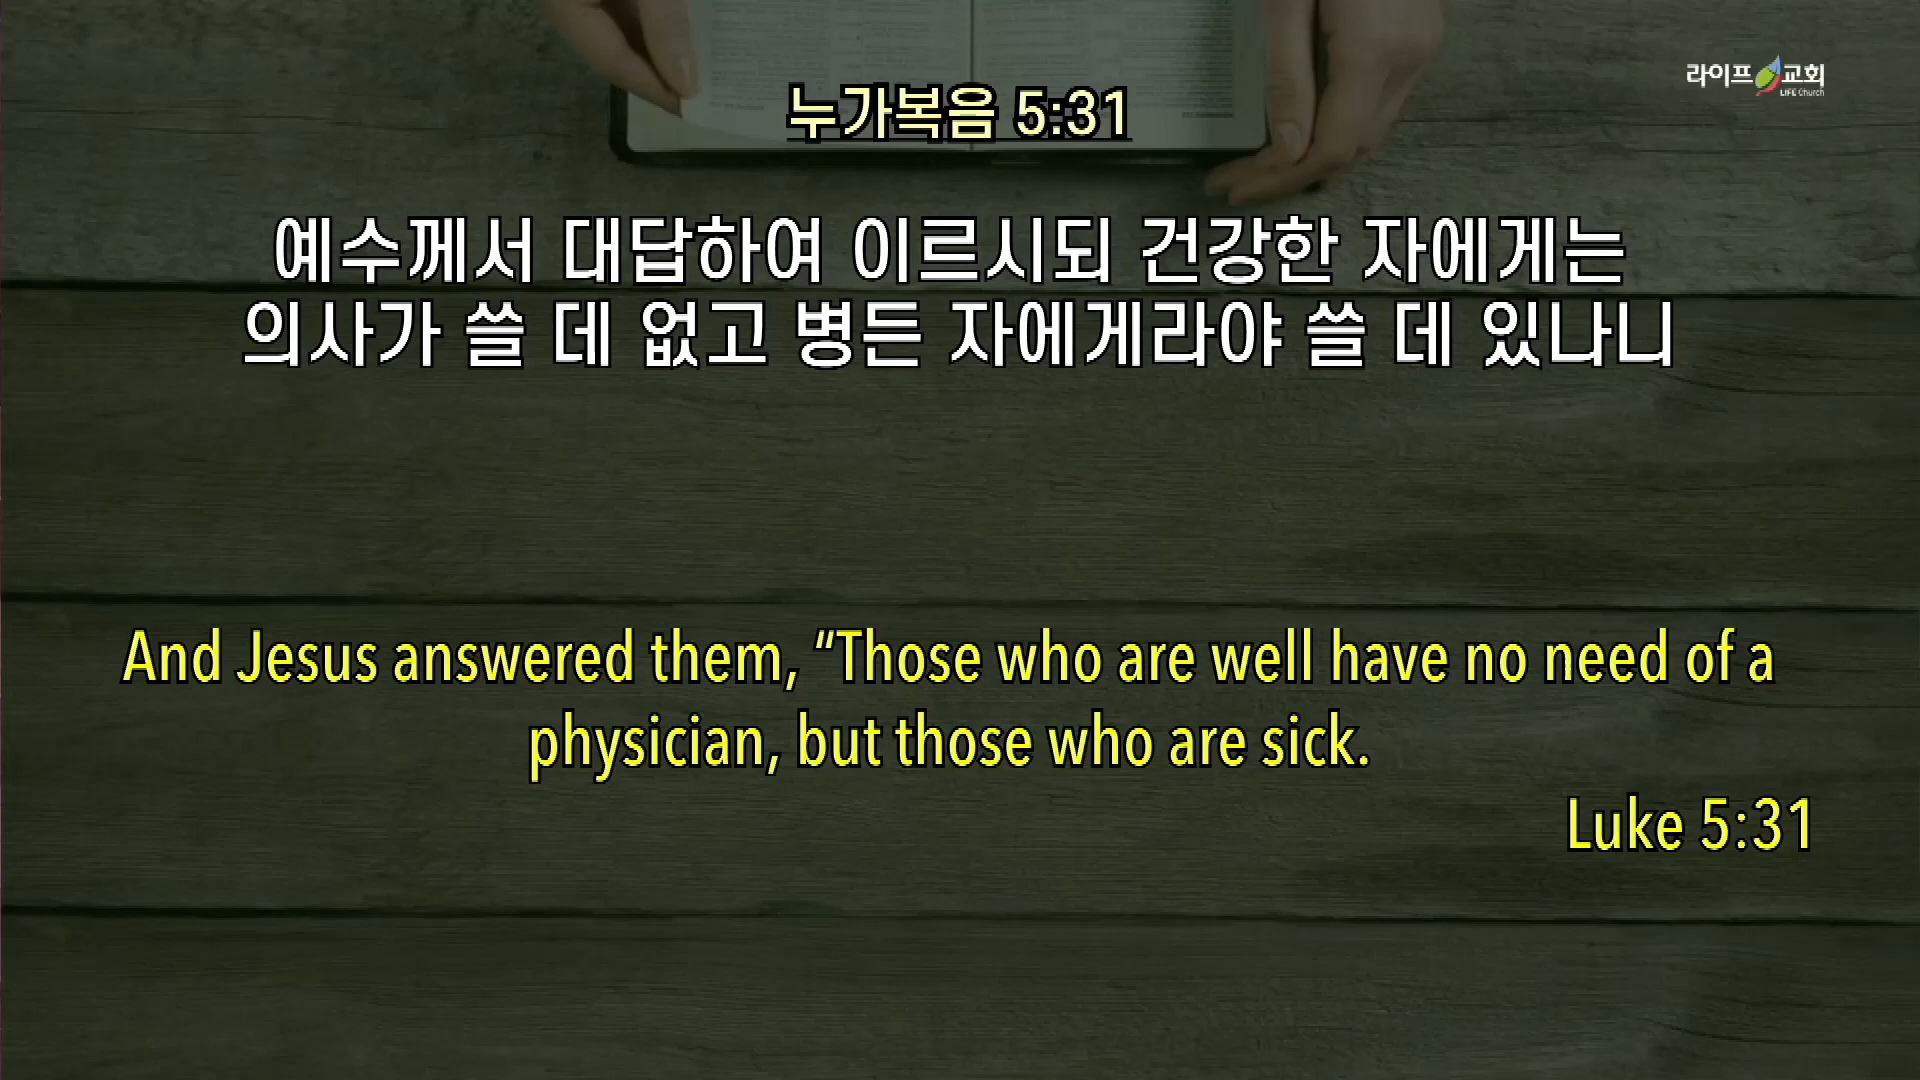 라이프 교회
LIFE Church
누가복음 5:31
예수께서 대답하여 이르시되 건강한 자에게는
의사가 쓸 데 없고 병든 자에게라야 쓸 데 있나니
And Jesus answered them, “Those who are well have no need of a
physician, but those who are sick.
Luke 5:31